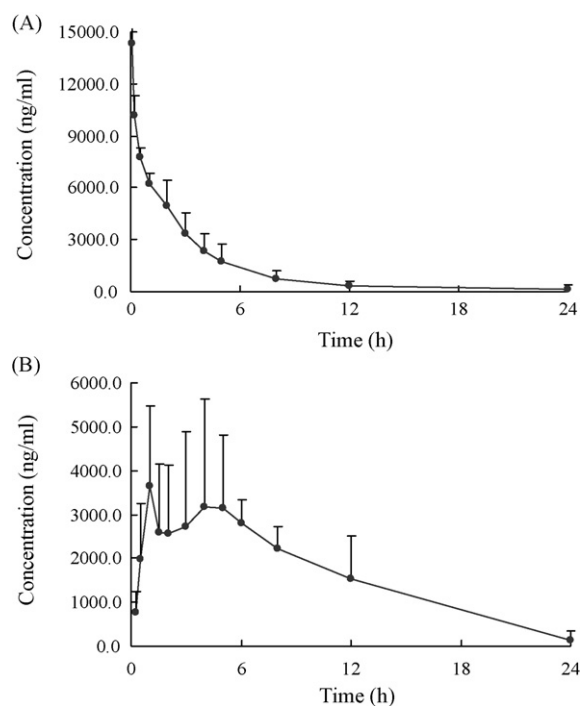 (A)
15000.0
12000.0
9000.0
6000.0
3000.0
0.0
Concentration (ng/ml)
0 6 12 18 24
Time (h)
(B)
6000.0
5000.0
4000.0
3000.0
2000.0
1000.0
0.0
Concentration (ng/ml)
0 6 12 18 24
Time (h)